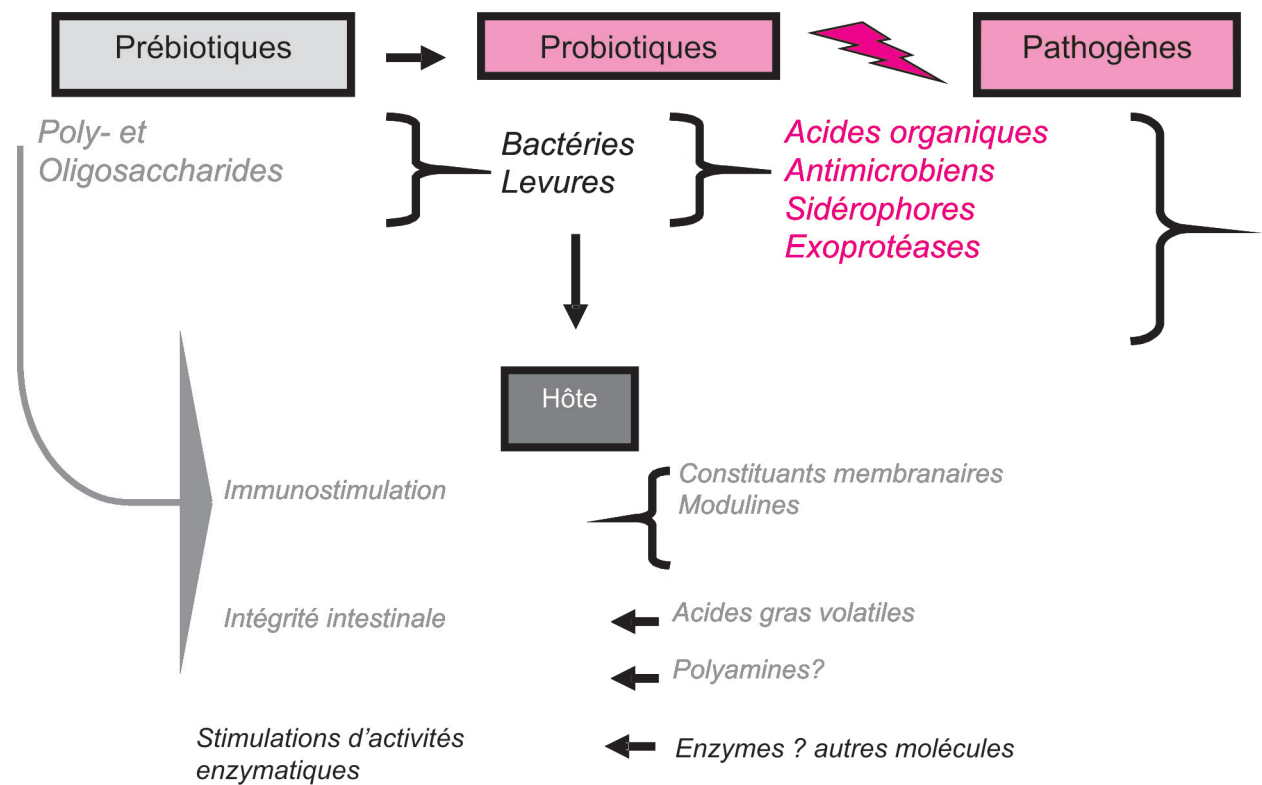 Prébiotiques
Probiotiques
Pathogènes
Poly- et
Oligosaccharides
Bactéries
Levures
Acides organiques
Antimicrobiens
Sidérophores
Exoprotéases
Hôte
Immunostimulation
Constituants membranaires
Modulines
Intégrité intestinale
Acides gras volatiles
Polyamines?
Stimulations d'activités
enzymatiques
Enzymes ? autres molécules